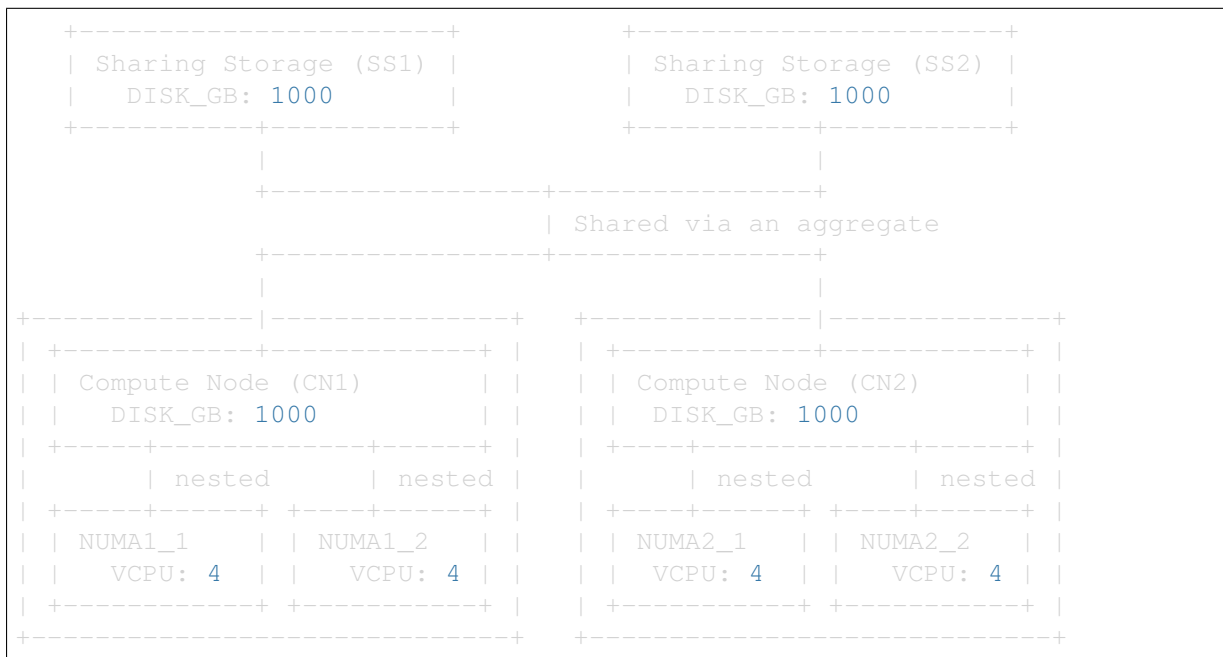 +-----------------------+          +-----------------------+
| Sharing Storage (SS1) |          | Sharing Storage (SS2) |
|   DISK_GB: 1000       |          |   DISK_GB: 1000       |
+-----------+-----------+          +-----------+-----------+
|                                  |
+-----------------+----------------+
| Shared via an aggregate
+-----------------+----------------+
|                                  |
+--------------|---------------+   +--------------|--------------+
| +------------+-------------+ |   | +------------+------------+ |
| | Compute Node (CN1)       | |   | | Compute Node (CN2)      | |
| |   DISK_GB: 1000          | |   | |   DISK_GB: 1000         | |
| +-----+-------------+------+ |   | +----+-------------+------+ |
|       | nested      | nested |   |      | nested      | nested |
| +-----+------+ +----+------+ |   | +----+------+ +----+------+ |
| | NUMA1_1    | | NUMA1_2   | |   | | NUMA2_1   | | NUMA2_2   | |
| |   VCPU: 4  | |   VCPU: 4 | |   | |   VCPU: 4 | |   VCPU: 4 | |
| +------------+ +-----------+ |   | +-----------+ +-----------+ |
+------------------------------+   +-----------------------------+